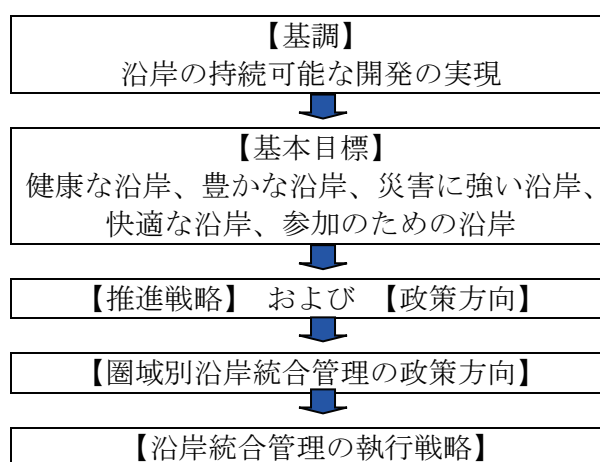 【基調】
沿岸の持続可能な開発の実現
【基本目標】
健康な沿岸、豊かな沿岸、災害に強い沿岸、
快適な沿岸、参加のための沿岸
【推進戦略】 および 【政策方向】
【圏域別沿岸統合管理の政策方向】
【沿岸統合管理の執行戦略】